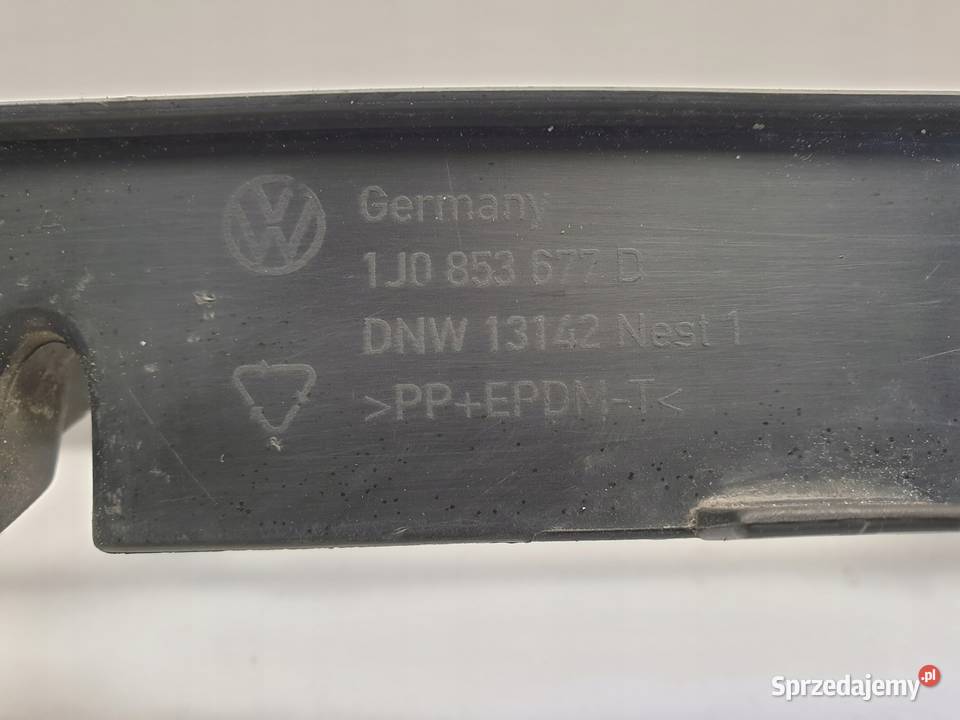 Germany
1J0 853 677 D
DNW 13142 Nest 1
>PP+EPDM-T<
Sprzedajemy.pl